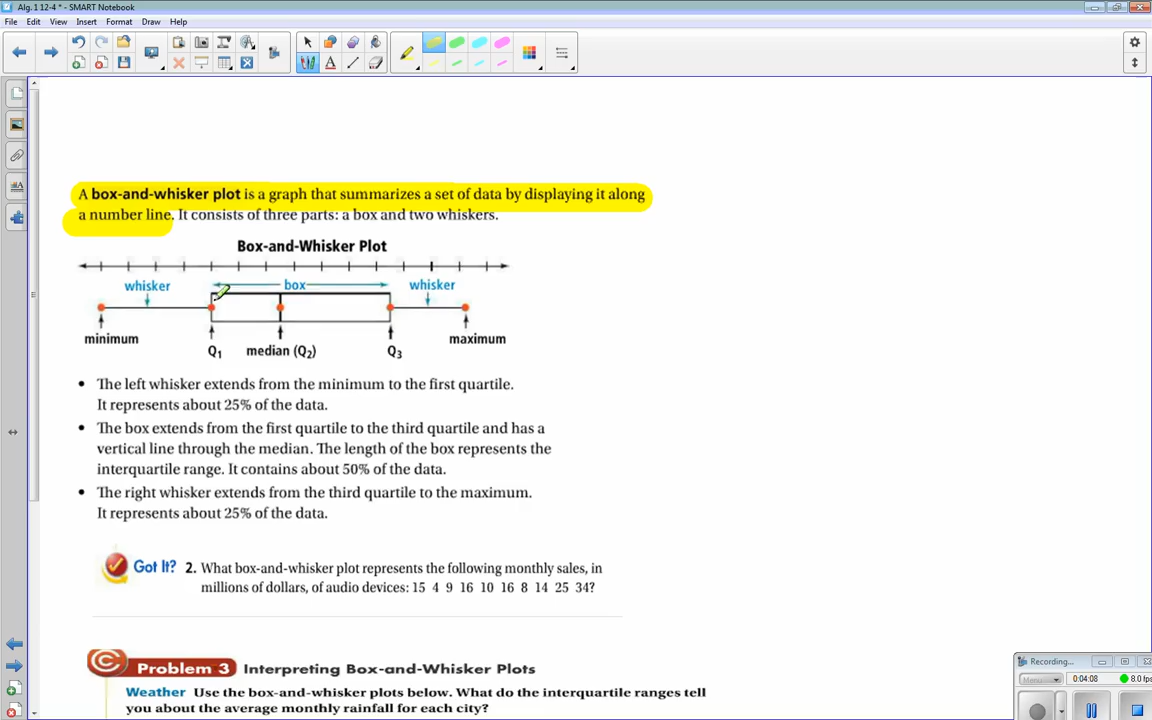 Alg.1 12-4 * - SMART Notebook
File Edit View Insert Format Draw Help
A box-and-whisker plot is a graph that summarizes a set of data by displaying it along
a number line. It consists of three parts: a box and two whiskers.
Box-and-Whisker Plot
whisker box whisker
minimum maximum
Q1 median (Q2) Q3
• The left whisker extends from the minimum to the first quartile.
It represents about 25% of the data.
• The box extends from the first quartile to the third quartile and has a
vertical line through the median. The length of the box represents the
interquartile range. It contains about 50% of the data.
• The right whisker extends from the third quartile to the maximum.
It represents about 25% of the data.
Got It? 2. What box-and-whisker plot represents the following monthly sales, in
millions of dollars, of audio devices: 15 4 9 16 10 16 8 14 25 34?
C Problem 3 Interpreting Box-and-Whisker Plots
Weather Use the box-and-whisker plots below. What do the interquartile ranges tell
you about the average monthly rainfall for each city?
Recording...
Menu 0:04:08 8.0 fps